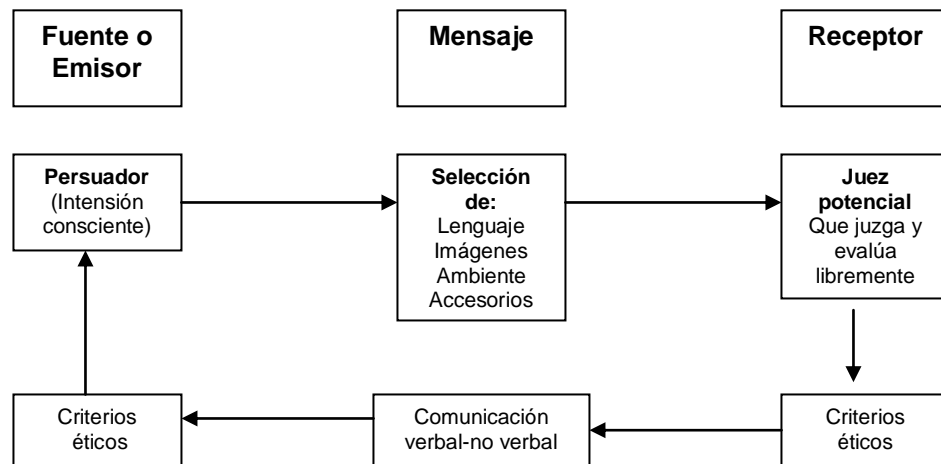 Fuente o
Emisor
Mensaje
Receptor
Persuador
(Intensión
consciente)
Selección
de:
Lenguaje
Imágenes
Ambiente
Accesorios
Juez
potencial
Que juzga y
evalúa
libremente
Criterios
éticos
Comunicación
verbal-no verbal
Criterios
éticos